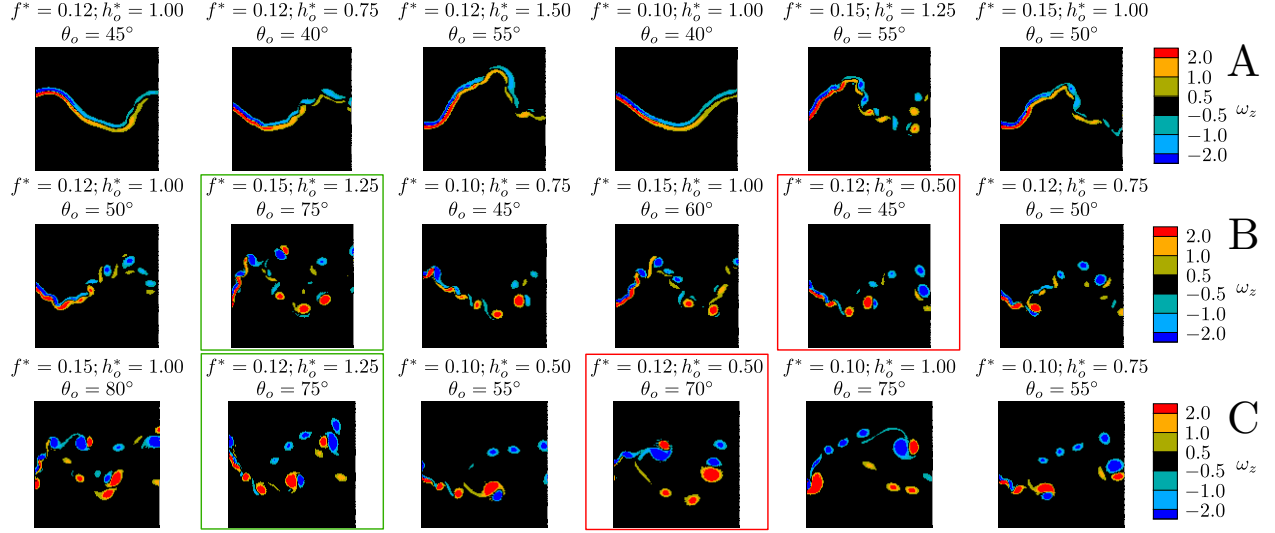 f* = 0.12; h*ₒ = 1.00 f* = 0.12; h*ₒ = 0.75 f* = 0.12; h*ₒ = 1.50 f* = 0.10; h*ₒ = 1.00 f* = 0.15; h*ₒ = 1.25 f* = 0.15; h*ₒ = 1.00
θₒ = 45° θₒ = 40° θₒ = 55° θₒ = 40° θₒ = 55° θₒ = 50°
A
2.0
1.0
0.5
−0.5 ω_z
−1.0
−2.0
f* = 0.12; h*ₒ = 1.00 f* = 0.15; h*ₒ = 1.25 f* = 0.10; h*ₒ = 0.75 f* = 0.15; h*ₒ = 1.00 f* = 0.12; h*ₒ = 0.50 f* = 0.12; h*ₒ = 0.75
θₒ = 50° θₒ = 75° θₒ = 45° θₒ = 60° θₒ = 45° θₒ = 50°
B
2.0
1.0
0.5
−0.5 ω_z
−1.0
−2.0
f* = 0.15; h*ₒ = 1.00 f* = 0.12; h*ₒ = 1.25 f* = 0.10; h*ₒ = 0.50 f* = 0.12; h*ₒ = 0.50 f* = 0.10; h*ₒ = 1.00 f* = 0.10; h*ₒ = 0.75
θₒ = 80° θₒ = 75° θₒ = 55° θₒ = 70° θₒ = 75° θₒ = 55°
C
2.0
1.0
0.5
−0.5 ω_z
−1.0
−2.0